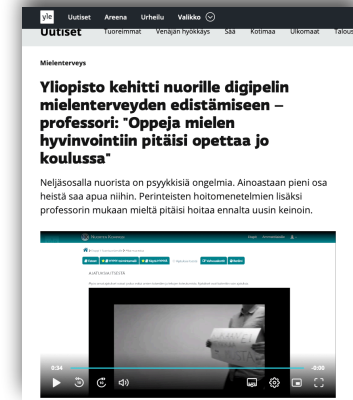 yle Uutiset Areena Urheilu Valikko
Uutiset Tuoreimmat Venäjän hyökkäys Sää Kotimaa Ulkomaat Talous
Mielenterveys
Yliopisto kehitti nuorille digipelin
mielenterveyden edistämiseen –
professori: "Oppeja mielen
hyvinvointiin pitäisi opettaa jo
koulussa"
Neljäsosalla nuorista on psyykkisiä ongelmia. Ainoastaan pieni osa
heistä saa apua niihin. Perinteisten hoitomenetelmien lisäksi
professorin mukaan mieltä pitäisi hoitaa ennalta uusin keinoin.
0:34 -0:00